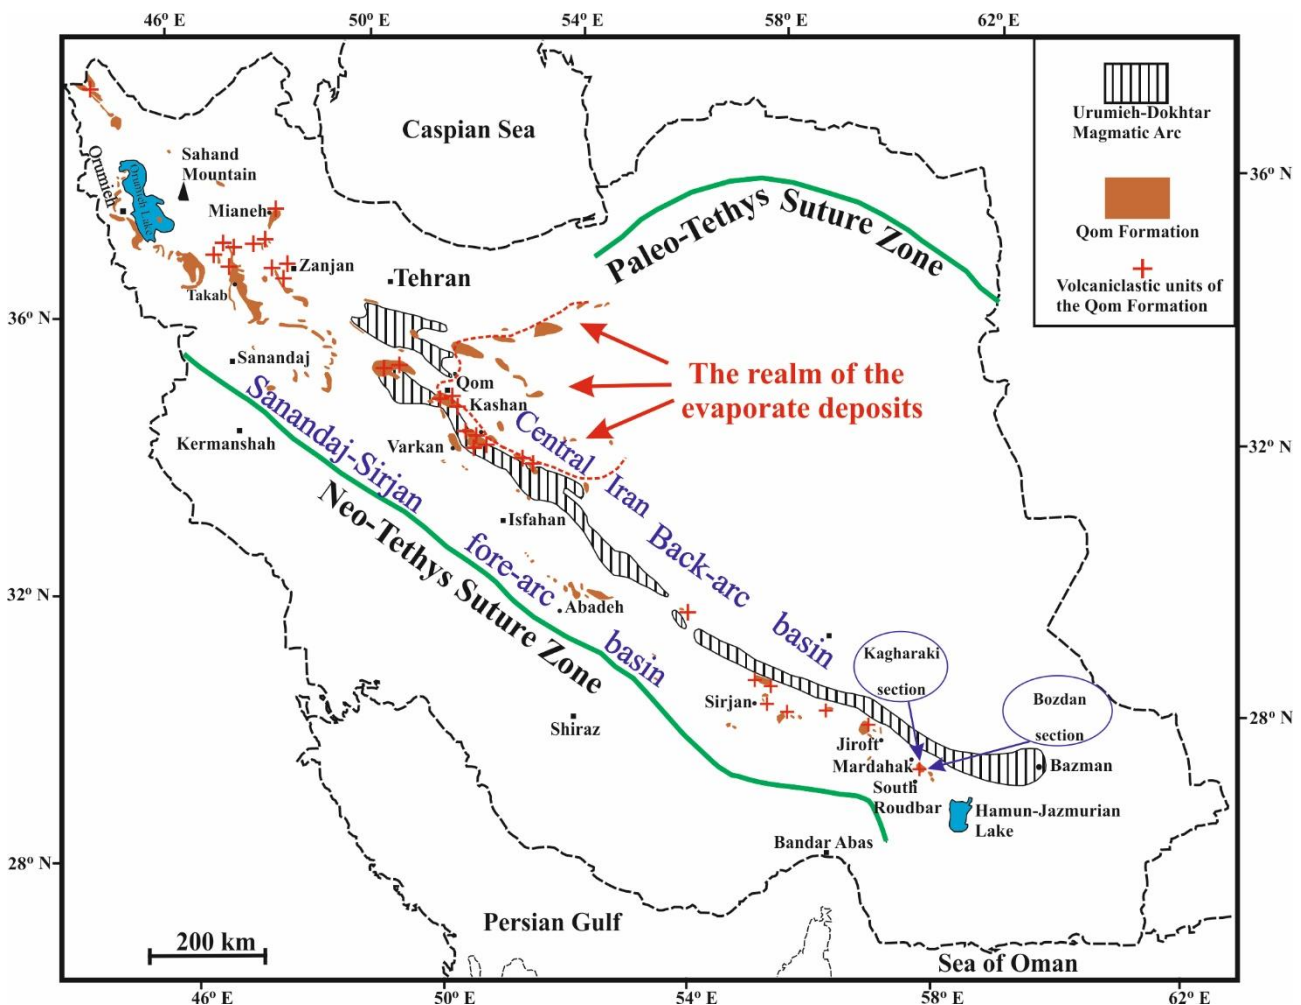 46° E
50° E
54° E
58° E
62° E
Urumieh-Dokhtar
Magmatic Arc
Qom Formation
Volcaniclastic units of
the Qom Formation
Caspian Sea
Sahand
Mountain
Orumieh
Orumieh Lake
Mianeh
Zanjan
Takab
Tehran
Paleo-Tethys Suture Zone
36° N
36° N
Sanandaj
Kermanshah
Qom
Kashan
Varkan
The realm of the
evaporate deposits
32° N
Sanandaj-Sirjan
fore-arc
basin
Central
Iran
Back-arc
basin
Neo-Tethys Suture Zone
Isfahan
Abadeh
32° N
Kagharaki
section
Bozdan
section
Sirjan
Shiraz
28° N
Jiroft
Mardahak
South
Roudbar
Bazman
Hamun-Jazmurian
Lake
Bandar Abas
28° N
Persian Gulf
200 km
Sea of Oman
46° E
50° E
54° E
58° E
62° E